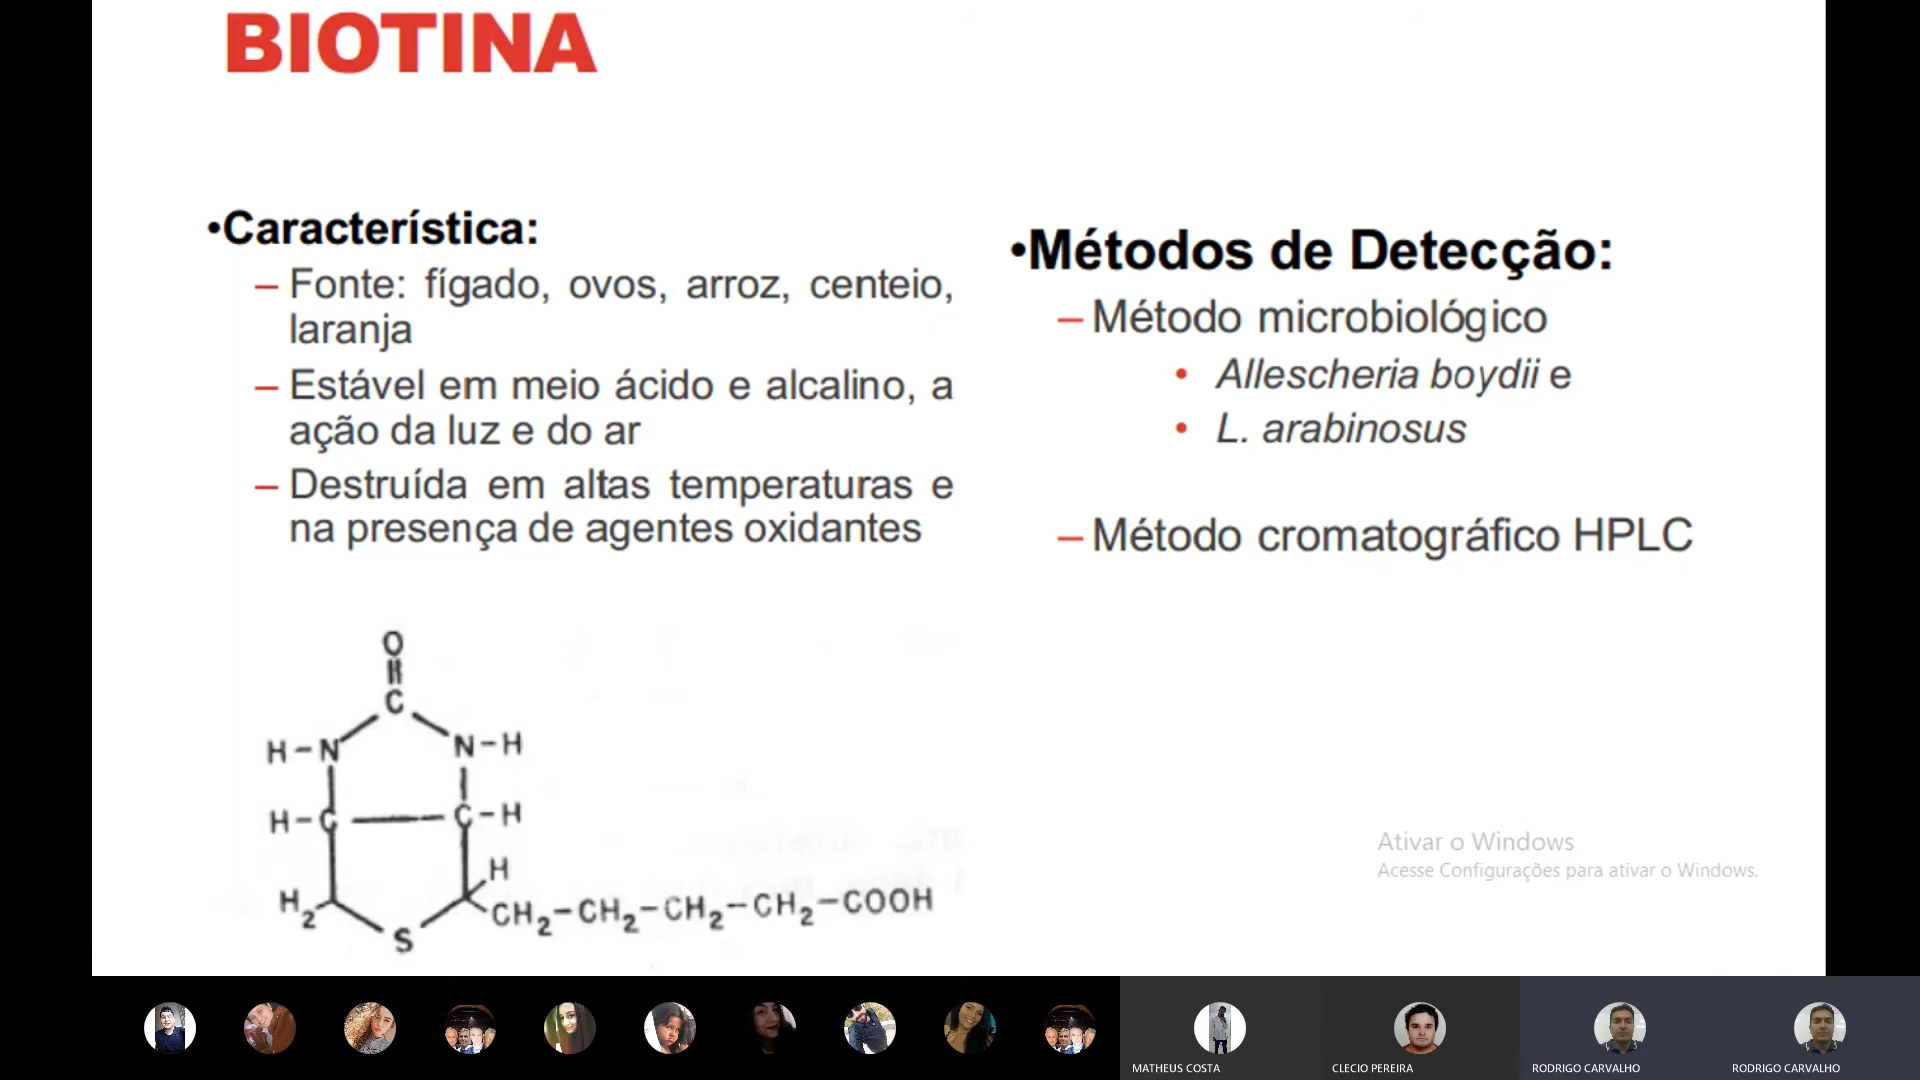 BIOTINA
•Característica:
– Fonte: fígado, ovos, arroz, centeio,
laranja
– Estável em meio ácido e alcalino, a
ação da luz e do ar
– Destruída em altas temperaturas e
na presença de agentes oxidantes
•Métodos de Detecção:
– Método microbiológico
• Allescheria boydii e
• L. arabinosus
– Método cromatográfico HPLC
O
C
H-N N-H
H-C C-H
H
H2 CH2-CH2-CH2-CH2-COOH
S
Ativar o Windows
Acesse Configurações para ativar o Windows.
MATHEUS COSTA
CLECIO PEREIRA
RODRIGO CARVALHO
RODRIGO CARVALHO